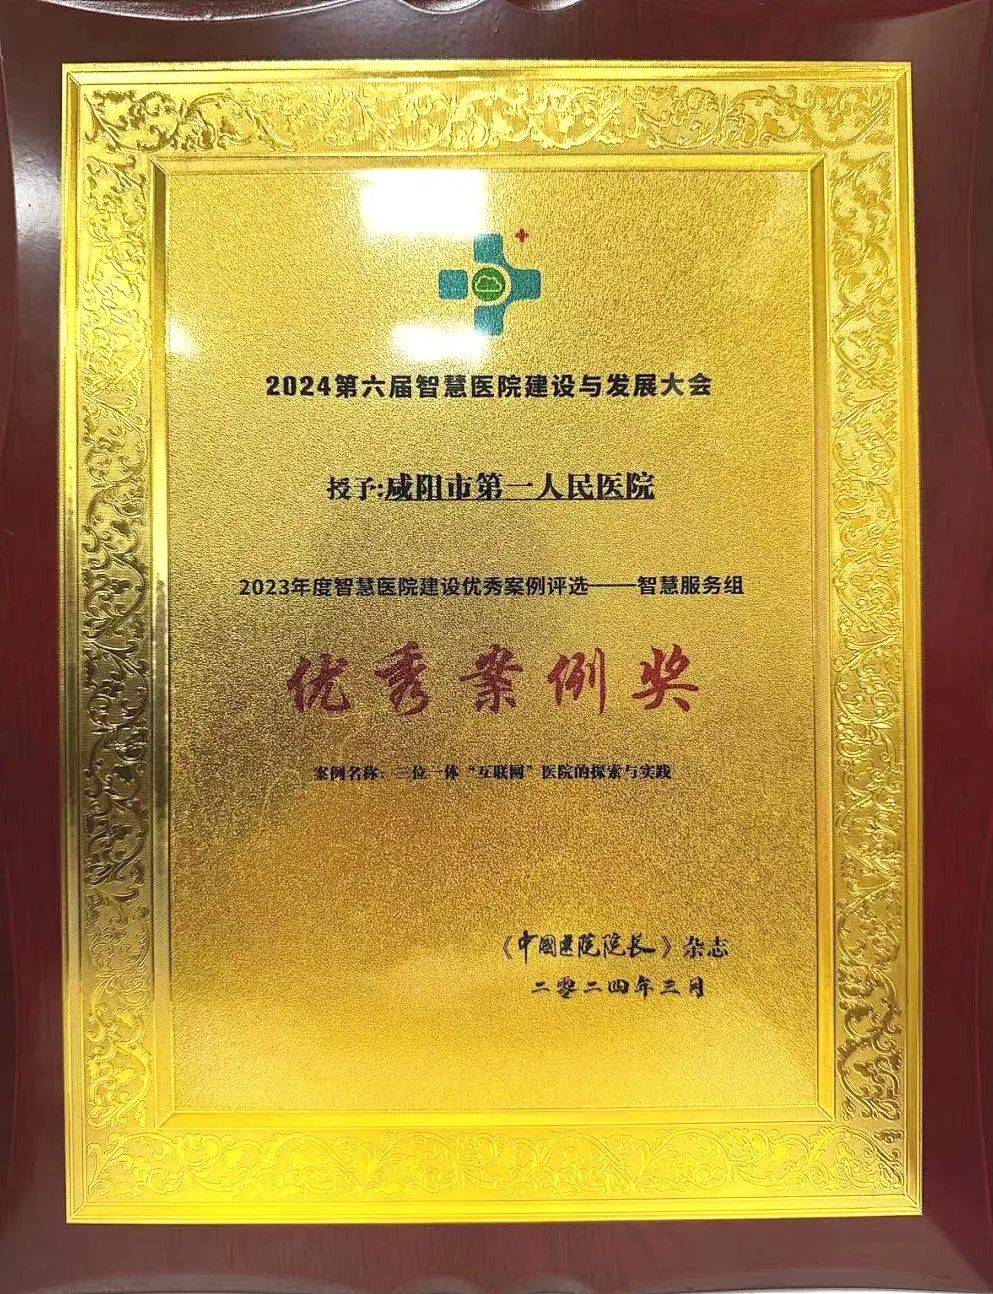 2024第六届智慧医院建设与发展大会
授予:咸阳市第一人民医院
2023年度智慧医院建设优秀案例评选——智慧服务组
优秀案例奖
案例名称：三位一体“互联网”医院的探索与实践
《中國医院院长》杂志
二零二四年三月